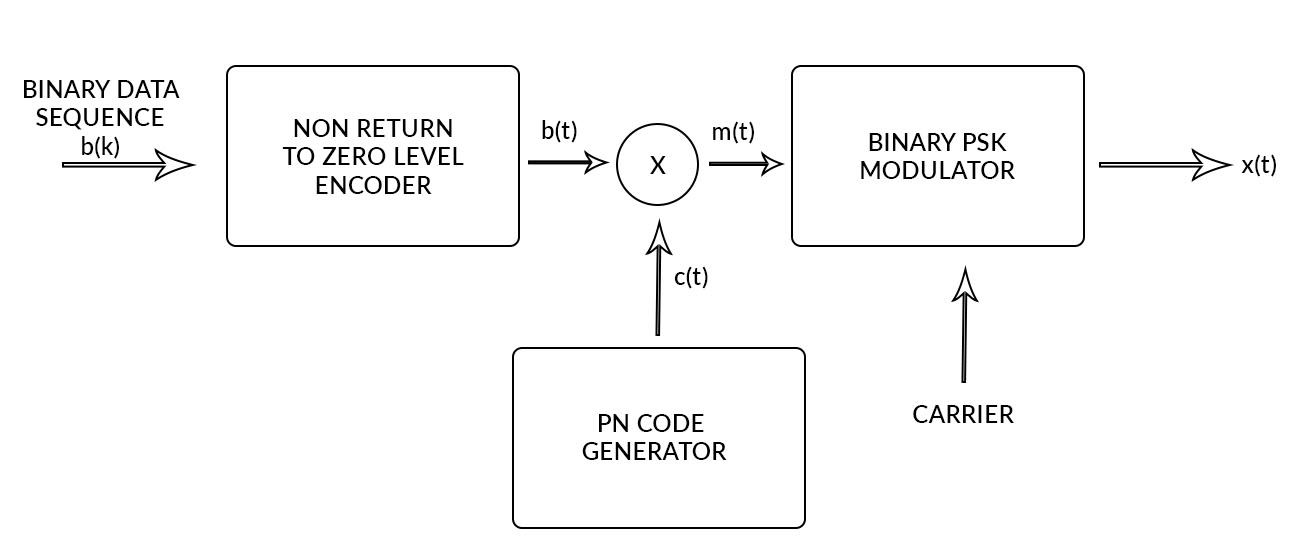 BINARY DATA
SEQUENCE
b(k)
NON RETURN
TO ZERO LEVEL
ENCODER
b(t)
X
m(t)
BINARY PSK
MODULATOR
x(t)
c(t)
PN CODE
GENERATOR
CARRIER